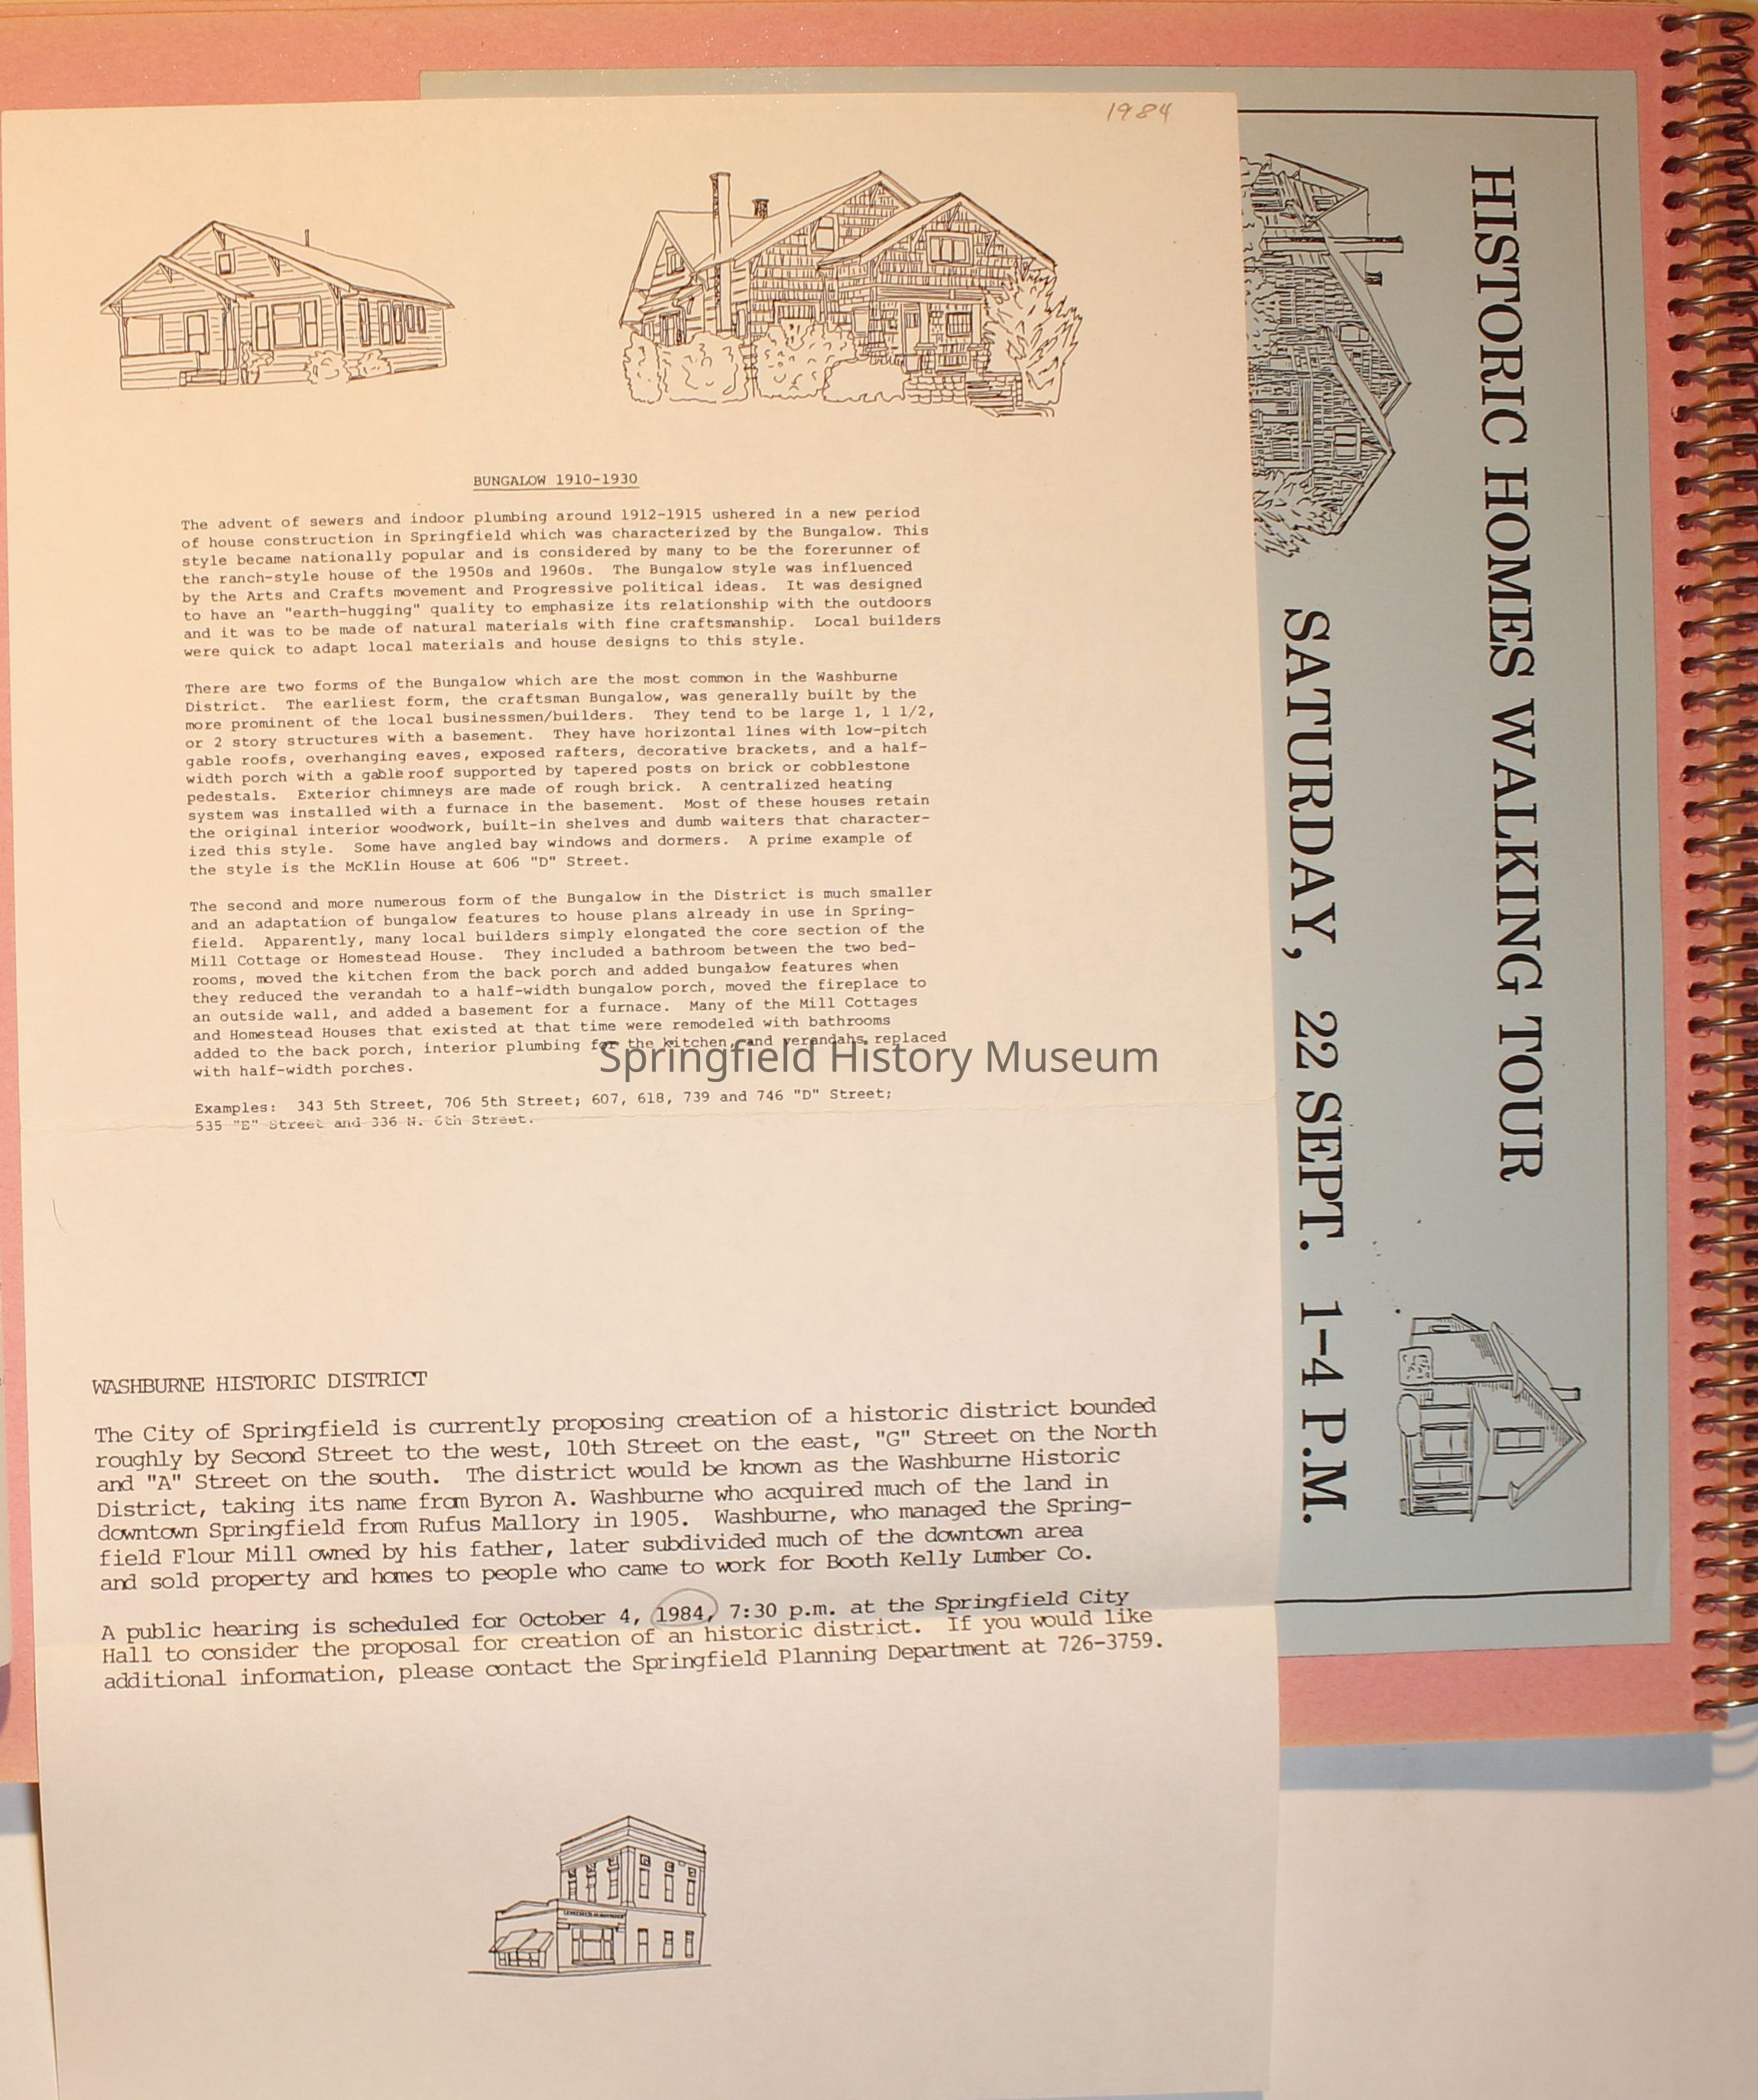 1984
BUNGALOW 1910-1930
The advent of sewers and indoor plumbing around 1912-1915 ushered in a new period
of house construction in Springfield which was characterized by the Bungalow. This
style became nationally popular and is considered by many to be the forerunner of
the ranch-style house of the 1950s and 1960s. The Bungalow style was influenced
by the Arts and Crafts movement and Progressive political ideas. It was designed
to have an "earth-hugging" quality to emphasize its relationship with the outdoors
and it was to be made of natural materials with fine craftsmanship. Local builders
were quick to adapt local materials and house designs to this style.
There are two forms of the Bungalow which are the most common in the Washburne
District. The earliest form, the craftsman Bungalow, was generally built by the
more prominent of the local businessmen/builders. They tend to be large 1, 1 1/2,
or 2 story structures with a basement. They have horizontal lines with low-pitch
gable roofs, overhanging eaves, exposed rafters, decorative brackets, and a half-
width porch with a gable roof supported by tapered posts on brick or cobblestone
pedestals. Exterior chimneys are made of rough brick. A centralized heating
system was installed with a furnace in the basement. Most of these houses retain
the original interior woodwork, built-in shelves and dumb waiters that character-
ized this style. Some have angled bay windows and dormers. A prime example of
the style is the McKlin House at 606 "D" Street.
The second and more numerous form of the Bungalow in the District is much smaller
and an adaptation of bungalow features to house plans already in use in Spring-
field. Apparently, many local builders simply elongated the core section of the
Mill Cottage or Homestead House. They included a bathroom between the two bed-
rooms, moved the kitchen from the back porch and added bungalow features when
they reduced the verandah to a half-width bungalow porch, moved the fireplace to
an outside wall, and added a basement for a furnace. Many of the Mill Cottages
and Homestead Houses that existed at that time were remodeled with bathrooms
added to the back porch, interior plumbing for the kitchen, and verandahs replaced
with half-width porches.
Examples: 343 5th Street, 706 5th Street; 607, 618, 739 and 746 "D" Street;
535 "E" Street and 336 N. 6th Street.
Springfield History Museum
WASHBURNE HISTORIC DISTRICT
The City of Springfield is currently proposing creation of a historic district bounded
roughly by Second Street to the west, 10th Street on the east, "G" Street on the North
and "A" Street on the south. The district would be known as the Washburne Historic
District, taking its name from Byron A. Washburne who acquired much of the land in
downtown Springfield from Rufus Mallory in 1905. Washburne, who managed the Spring-
field Flour Mill owned by his father, later subdivided much of the downtown area
and sold property and homes to people who came to work for Booth Kelly Lumber Co.
A public hearing is scheduled for October 4, 1984, 7:30 p.m. at the Springfield City
Hall to consider the proposal for creation of an historic district. If you would like
additional information, please contact the Springfield Planning Department at 726-3759.
HISTORIC HOMES WALKING TOUR
SATURDAY, 22 SEPT. 1-4 P.M.